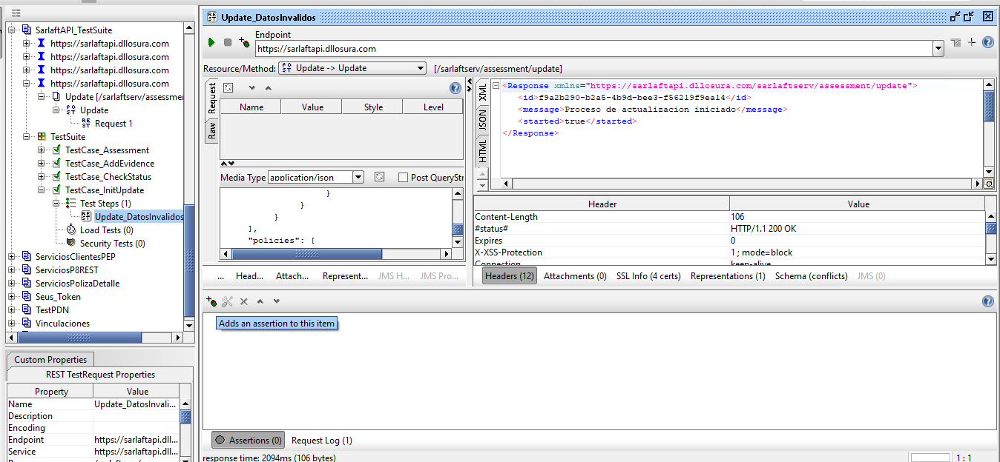 SarlaftAPI_TestSuite
https://sarlaftapi.dllosura.com
https://sarlaftapi.dllosura.com
https://sarlaftapi.dllosura.com
https://sarlaftapi.dllosura.com
Update [/sarlaftserv/assessmen
Update
REST Request 1
TestSuite
TestCase_Assessment
TestCase_AddEvidence
TestCase_CheckStatus
TestCase_InitUpdate
Test Steps (1)
REST Update_DatosInvalidos
Load Tests (0)
Security Tests (0)
ServiciosClientesPEP
ServiciosP8REST
ServiciosPolizaDetalle
Seus_Token
TestPDN
Vinculaciones
Custom Properties
REST TestRequest Properties
Property Value
Name Update_DatosInvali...
Description
Encoding
Endpoint https://sarlaftapi.dll...
Service https://sarlaftapi.dll...
REST Update_DatosInvalidos
Endpoint
https://sarlaftapi.dllosura.com
Resource/Method: Update -> Update [/sarlaftserv/assessment/update]
Request
Raw
Name Value Style Level
Media Type application/json Post QueryStr
}
}
}
],
"policies": [
... Head... Attach... Represent... JMS H... JMS Pro...
XML
JSON
HTML
<Response xmlns="https://sarlaftapi.dllosura.com/sarlaftserv/assessment/update">
<id>f9a2b290-b2a5-4b9d-bee3-f56219f9ea14</id>
<message>Proceso de actualizacion iniciado</message>
<started>true</started>
</Response>
Header Value
Content-Length 106
#status# HTTP/1.1 200 OK
Expires 0
X-XSS-Protection 1; mode=block
Connection keep-alive
Headers (12) Attachments (0) SSL Info (4 certs) Representations (1) Schema (conflicts) JMS (0)
Adds an assertion to this item
Assertions (0) Request Log (1)
response time: 2094ms (106 bytes) 1 : 1